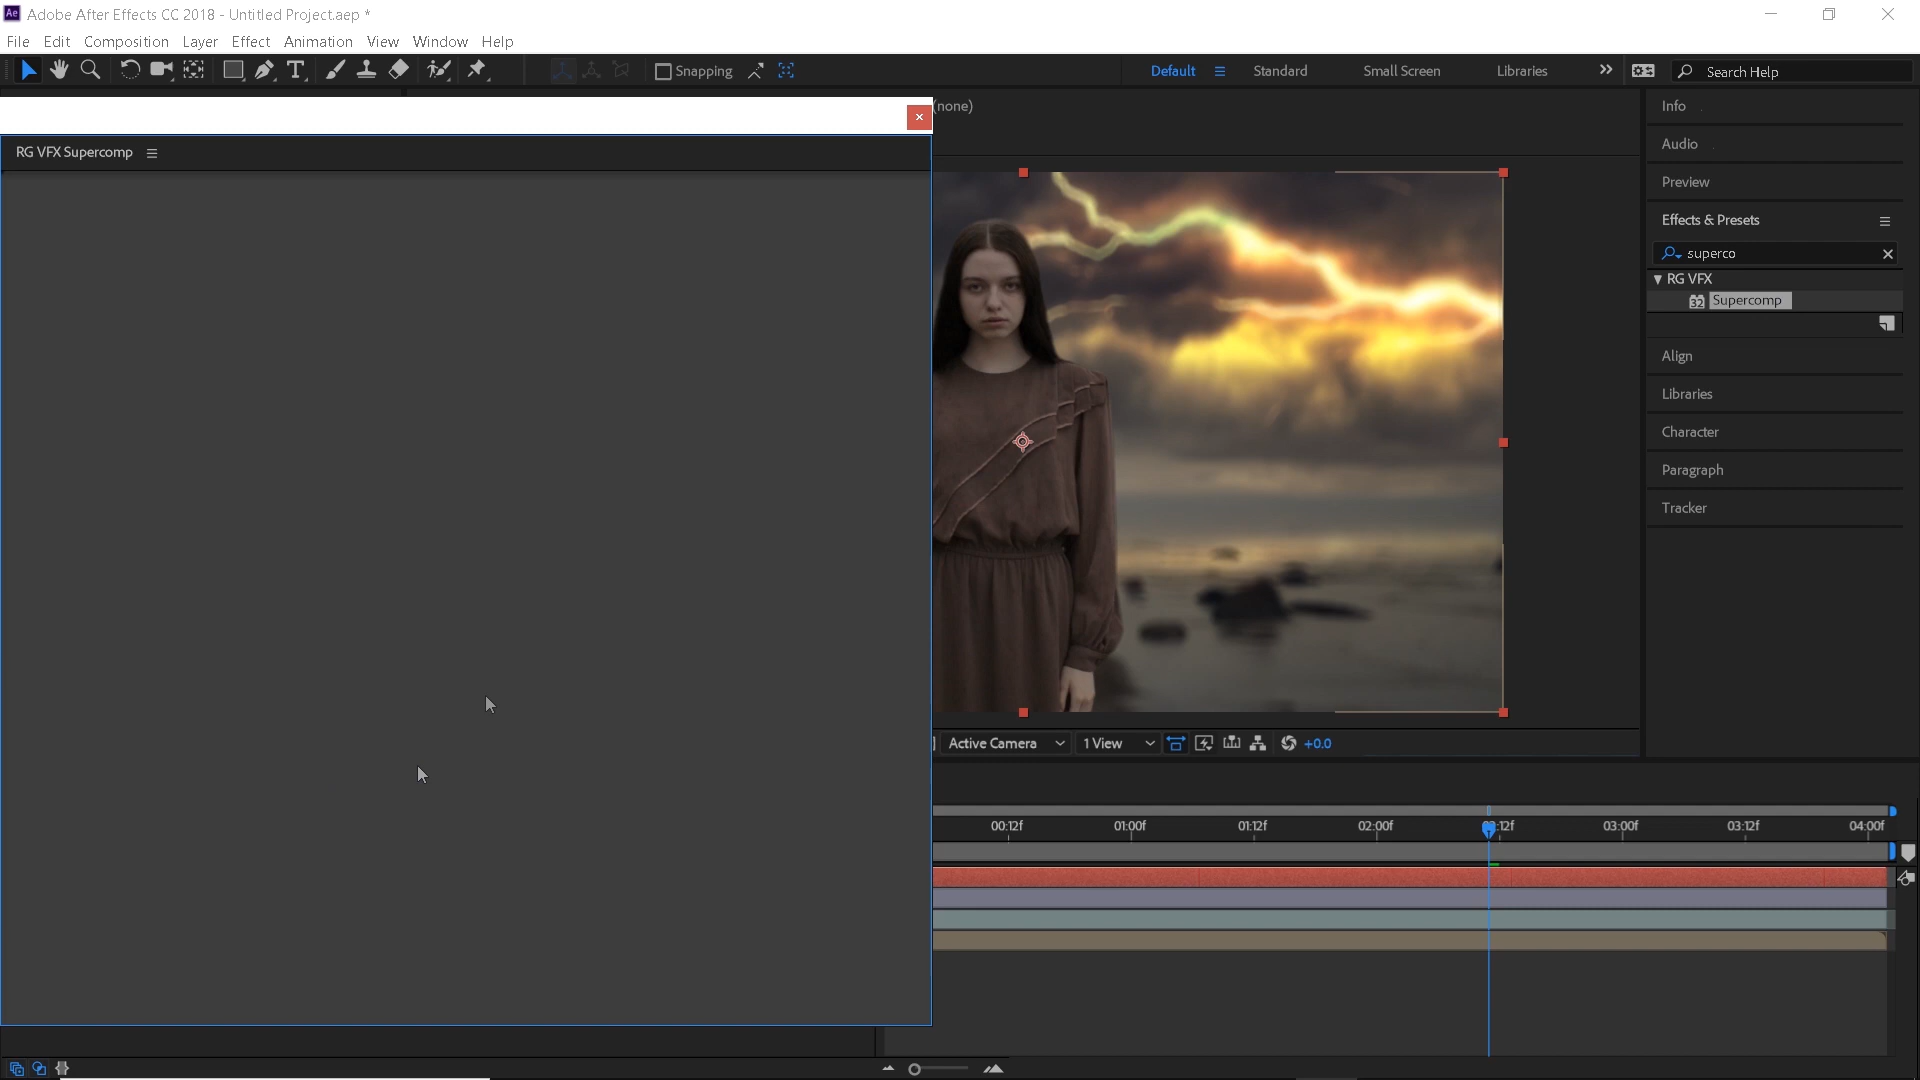 Adobe After Effects CC 2018 - Untitled Project.aep *
File Edit Composition Layer Effect Animation View Window Help
Snapping Default Standard Small Screen Libraries Search Help
(none)
RG VFX Supercomp
Info
Audio
Preview
Effects & Presets
superco
RG VFX
32 Supercomp
Align
Libraries
Character
Paragraph
Tracker
Active Camera 1 View +0.0
00:12f 01:00f 01:12f 02:00f :12f 03:00f 03:12f 04:00f